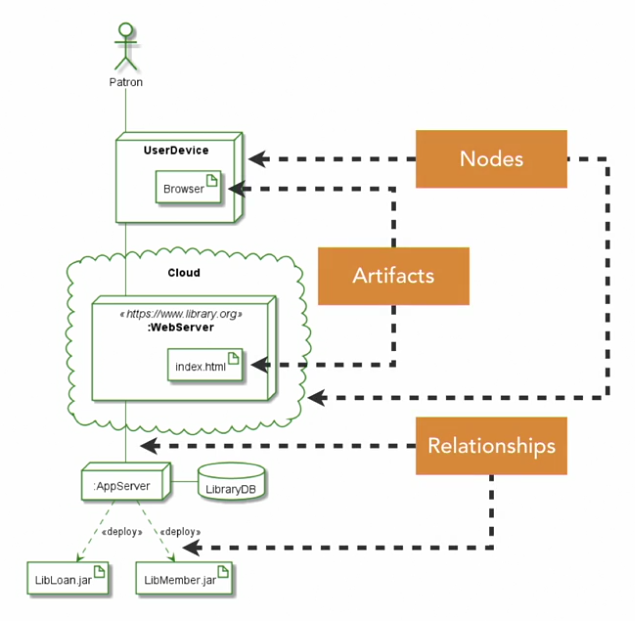 Patron
UserDevice
Nodes
Browser
Cloud
Artifacts
«https://www.library.org»
:WebServer
index.html
Relationships
:AppServer
LibraryDB
«deploy»
«deploy»
LibLoan.jar
LibMember.jar